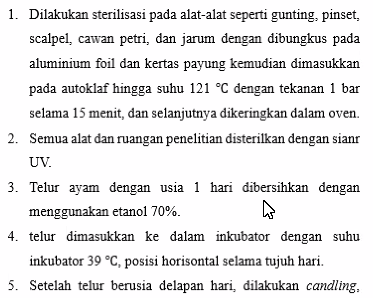 1. Dilakukan sterilisasi pada alat-alat seperti gunting, pinset,
scalpel, cawan petri, dan jarum dengan dibungkus pada
aluminium foil dan kertas payung kemudian dimasukkan
pada autoklaf hingga suhu 121 °C dengan tekanan 1 bar
selama 15 menit, dan selanjutnya dikeringkan dalam oven.
2. Semua alat dan ruangan penelitian disterilkan dengan sianr
UV.
3. Telur ayam dengan usia 1 hari dibersihkan dengan
menggunakan etanol 70%.
4. telur dimasukkan ke dalam inkubator dengan suhu
inkubator 39 °C, posisi horisontal selama tujuh hari.
5. Setelah telur berusia delapan hari, dilakukan candling,